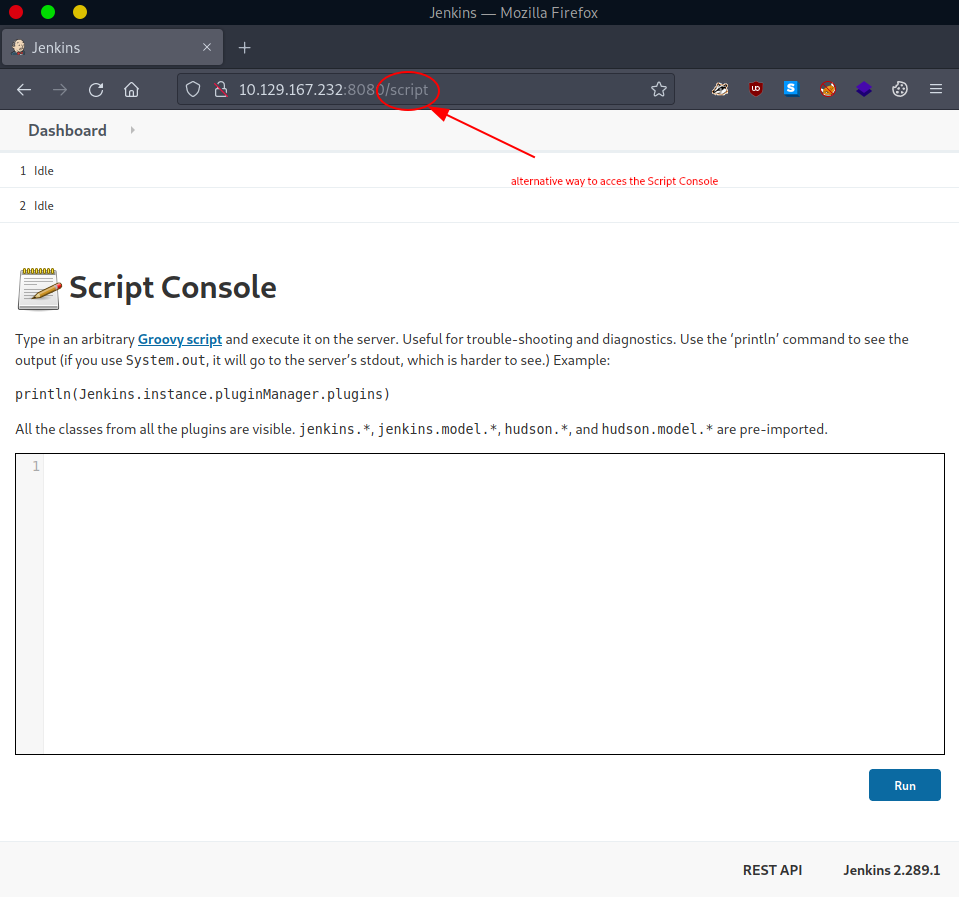 Jenkins — Mozilla Firefox
Jenkins
10.129.167.232:8080/script
Dashboard
1 Idle
alternative way to acces the Script Console
2 Idle
Script Console
Type in an arbitrary Groovy script and execute it on the server. Useful for trouble-shooting and diagnostics. Use the ‘println’ command to see the
output (if you use System.out, it will go to the server’s stdout, which is harder to see.) Example:
println(Jenkins.instance.pluginManager.plugins)
All the classes from all the plugins are visible. jenkins.*, jenkins.model.*, hudson.*, and hudson.model.* are pre-imported.
1
Run
REST API Jenkins 2.289.1